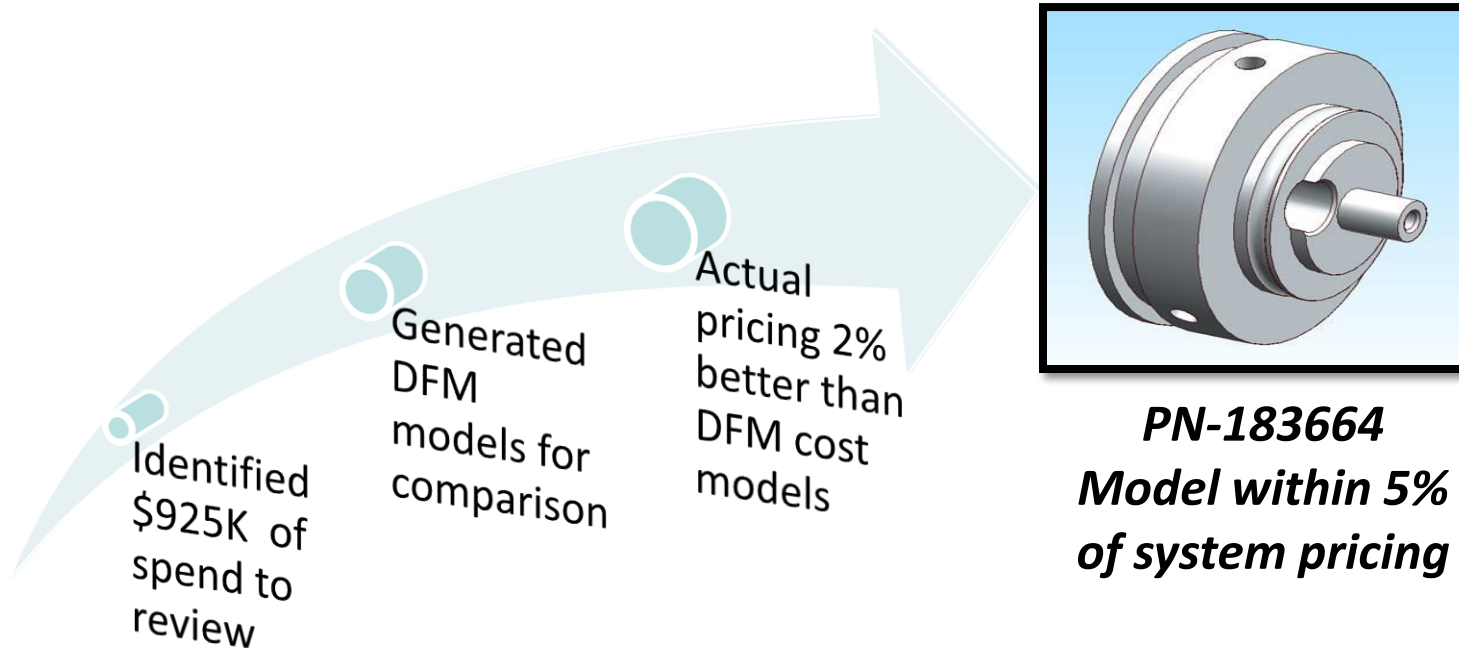 Identified
$925K of
spend to
review
Generated
DFM
models for
comparison
Actual
pricing 2%
better than
DFM cost
models
PN-183664
Model within 5%
of system pricing